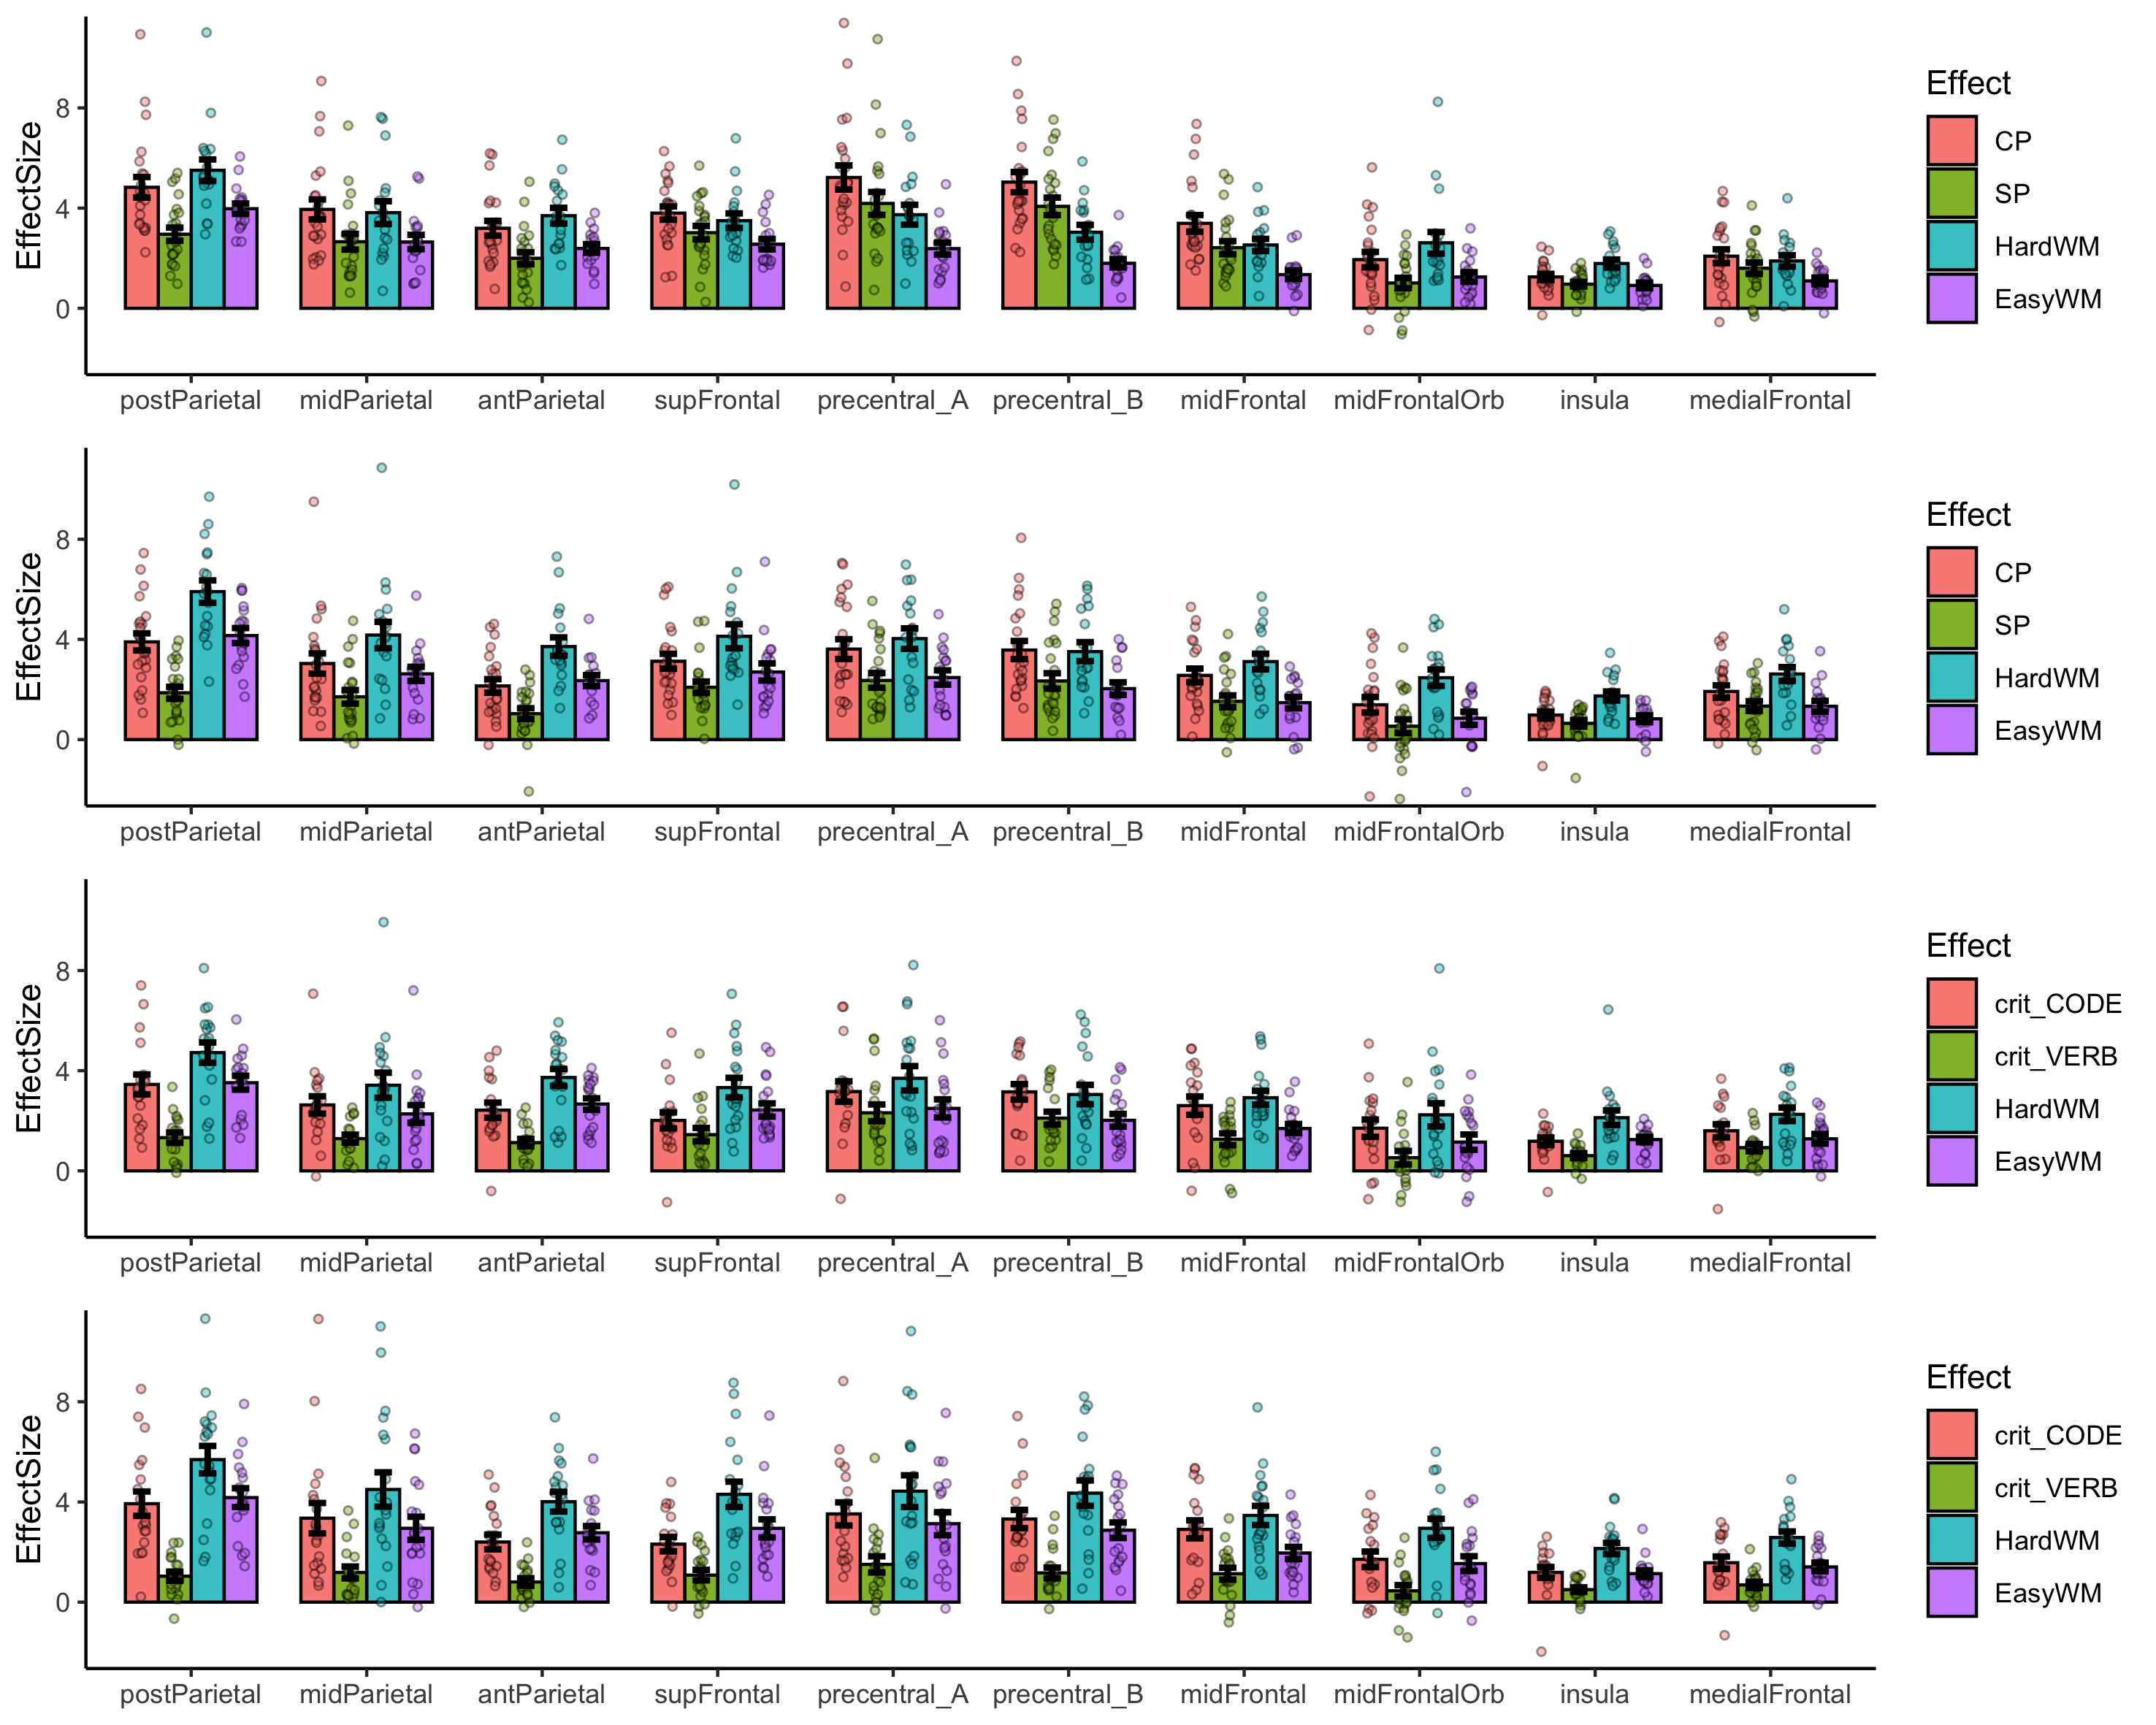 EffectSize
8
4
0
postParietal midParietal antParietal supFrontal precentral_A precentral_B midFrontal midFrontalOrb insula medialFrontal
Effect
CP
SP
HardWM
EasyWM
EffectSize
8
4
0
postParietal midParietal antParietal supFrontal precentral_A precentral_B midFrontal midFrontalOrb insula medialFrontal
Effect
CP
SP
HardWM
EasyWM
EffectSize
8
4
0
postParietal midParietal antParietal supFrontal precentral_A precentral_B midFrontal midFrontalOrb insula medialFrontal
Effect
crit_CODE
crit_VERB
HardWM
EasyWM
EffectSize
8
4
0
postParietal midParietal antParietal supFrontal precentral_A precentral_B midFrontal midFrontalOrb insula medialFrontal
Effect
crit_CODE
crit_VERB
HardWM
EasyWM